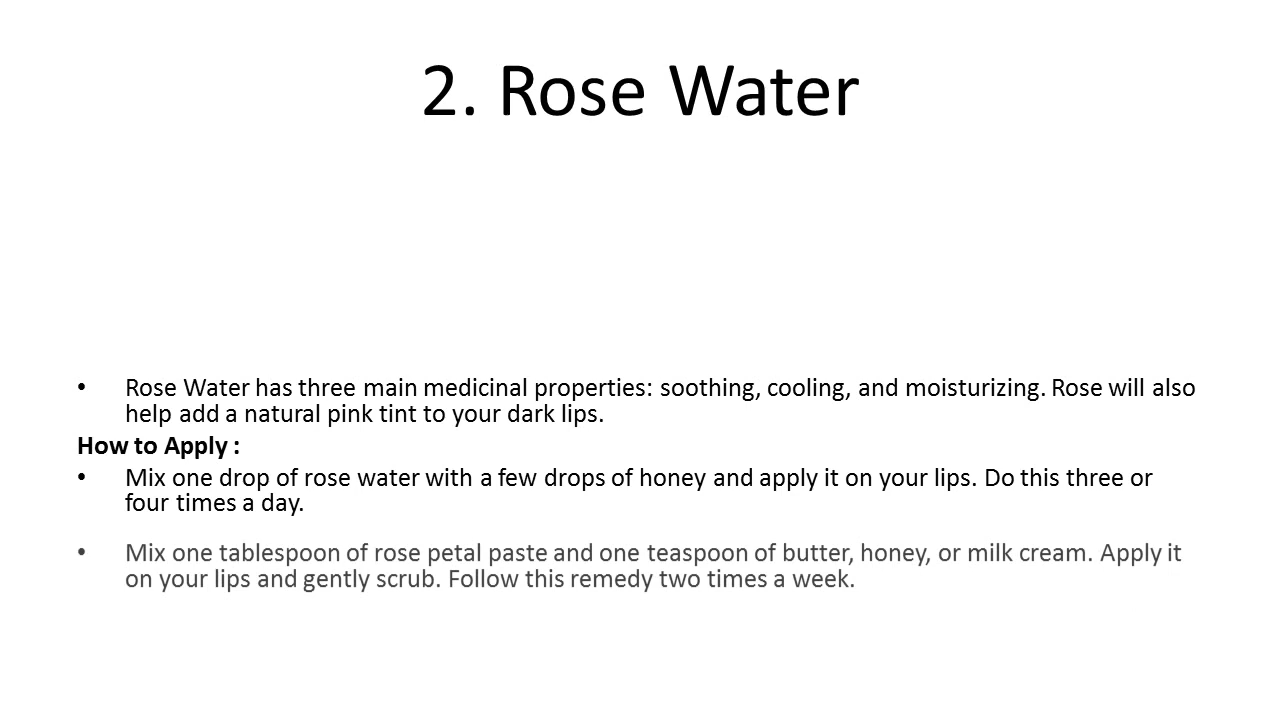 2. Rose Water
• Rose Water has three main medicinal properties: soothing, cooling, and moisturizing. Rose will also
help add a natural pink tint to your dark lips.
How to Apply :
• Mix one drop of rose water with a few drops of honey and apply it on your lips. Do this three or
four times a day.
• Mix one tablespoon of rose petal paste and one teaspoon of butter, honey, or milk cream. Apply it
on your lips and gently scrub. Follow this remedy two times a week.